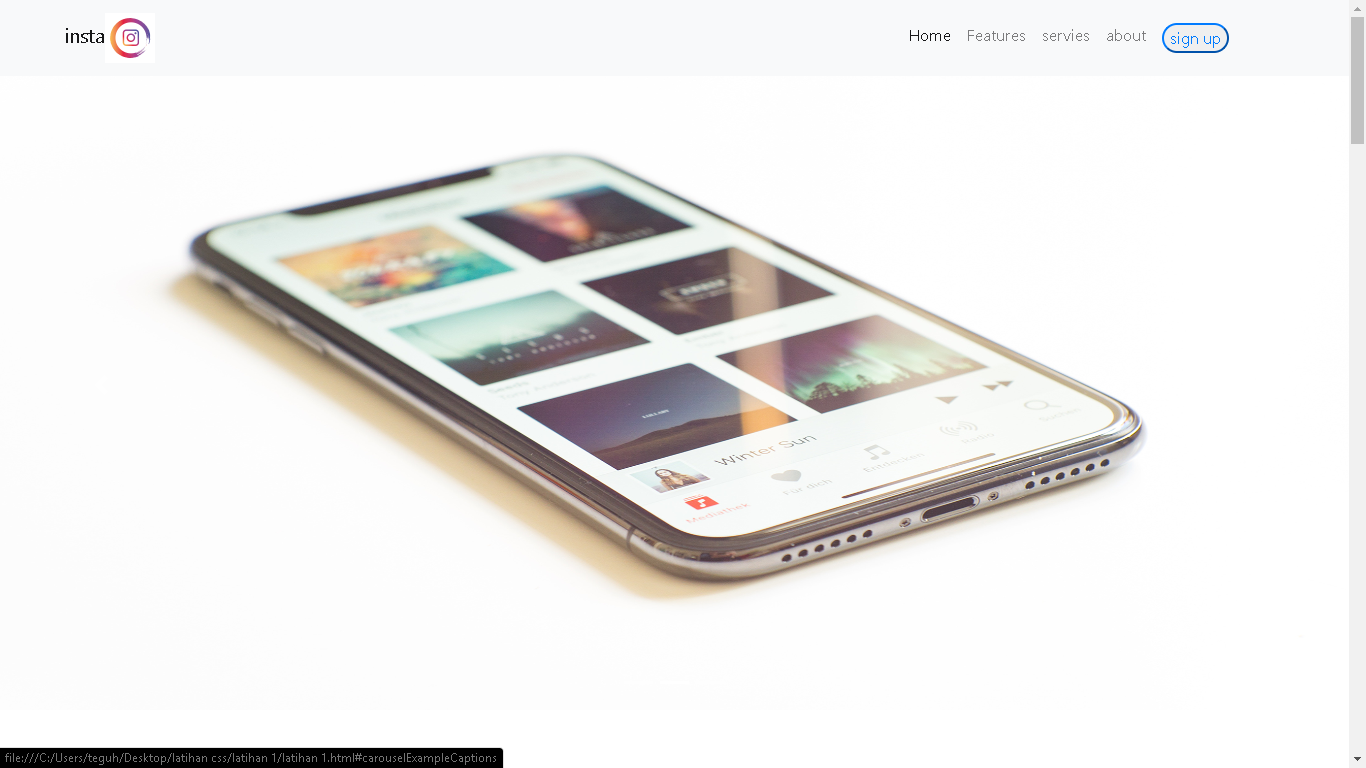 insta
Home Features servies about sign up
Winter Sun
Für dich
Entdecken
Radio
Suchen
Mediathek
file:///C:/Users/teguh/Desktop/latihan css/latihan 1/latihan 1.html#carouselExampleCaptions